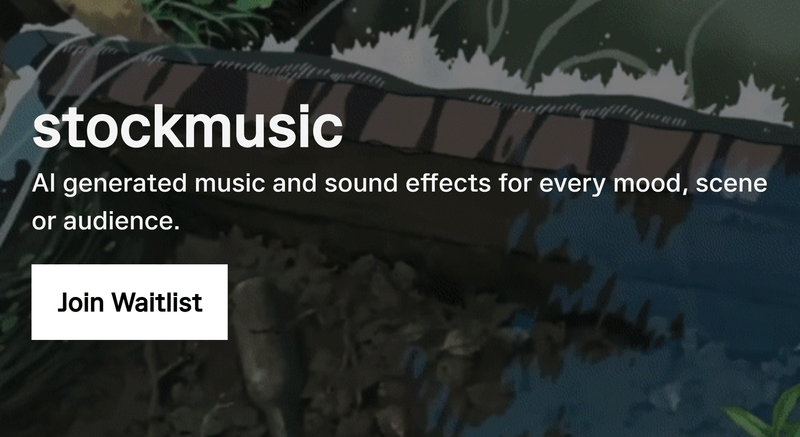 stockmusic
AI generated music and sound effects for every mood, scene
or audience.
Join Waitlist